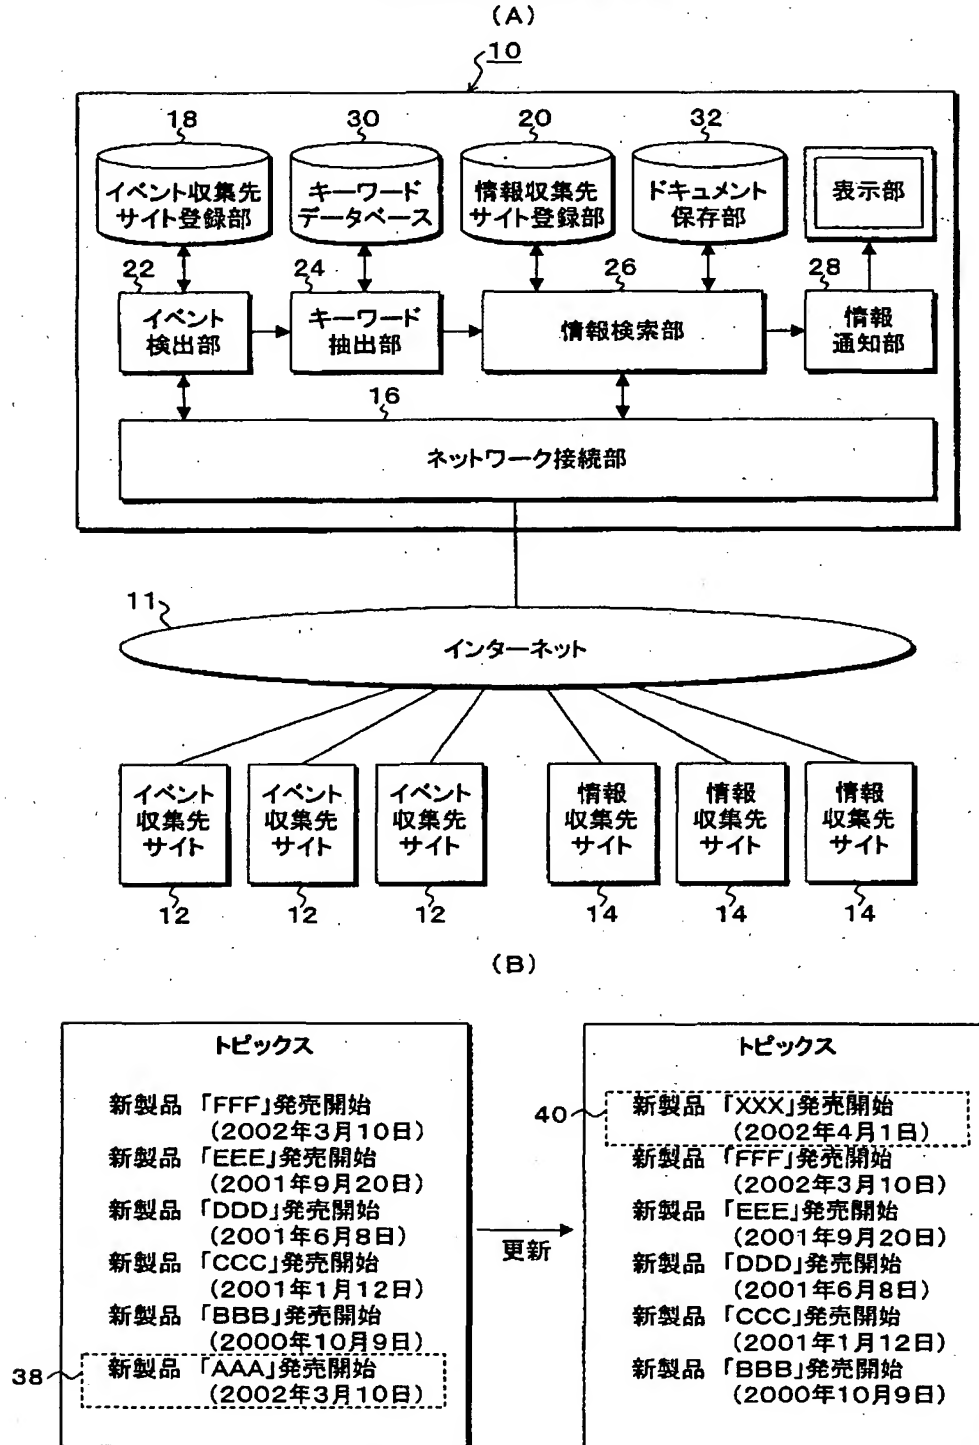 (A)
10
18
30
20
32
イベント収集先
サイト登録部
キーワード
データベース
情報収集先
サイト登録部
ドキュメント
保存部
表示部
22
24
26
28
イベント
検出部
キーワード
抽出部
情報検索部
情報
通知部
16
ネットワーク接続部
11
インターネット
イベント
収集先
サイト
イベント
収集先
サイト
イベント
収集先
サイト
情報
収集先
サイト
情報
収集先
サイト
情報
収集先
サイト
12
12
12
14
14
14
(B)
トピックス
新製品 「FFF」発売開始
(2002年3月10日)
新製品 「EEE」発売開始
(2001年9月20日)
新製品 「DDD」発売開始
(2001年6月8日)
新製品 「CCC」発売開始
(2001年1月12日)
新製品 「BBB」発売開始
(2000年10月9日)
38
新製品 「AAA」発売開始
(2002年3月10日)
更新
トピックス
40
新製品 「XXX」発売開始
(2002年4月1日)
新製品 「FFF」発売開始
(2002年3月10日)
新製品 「EEE」発売開始
(2001年9月20日)
新製品 「DDD」発売開始
(2001年6月8日)
新製品 「CCC」発売開始
(2001年1月12日)
新製品 「BBB」発売開始
(2000年10月9日)